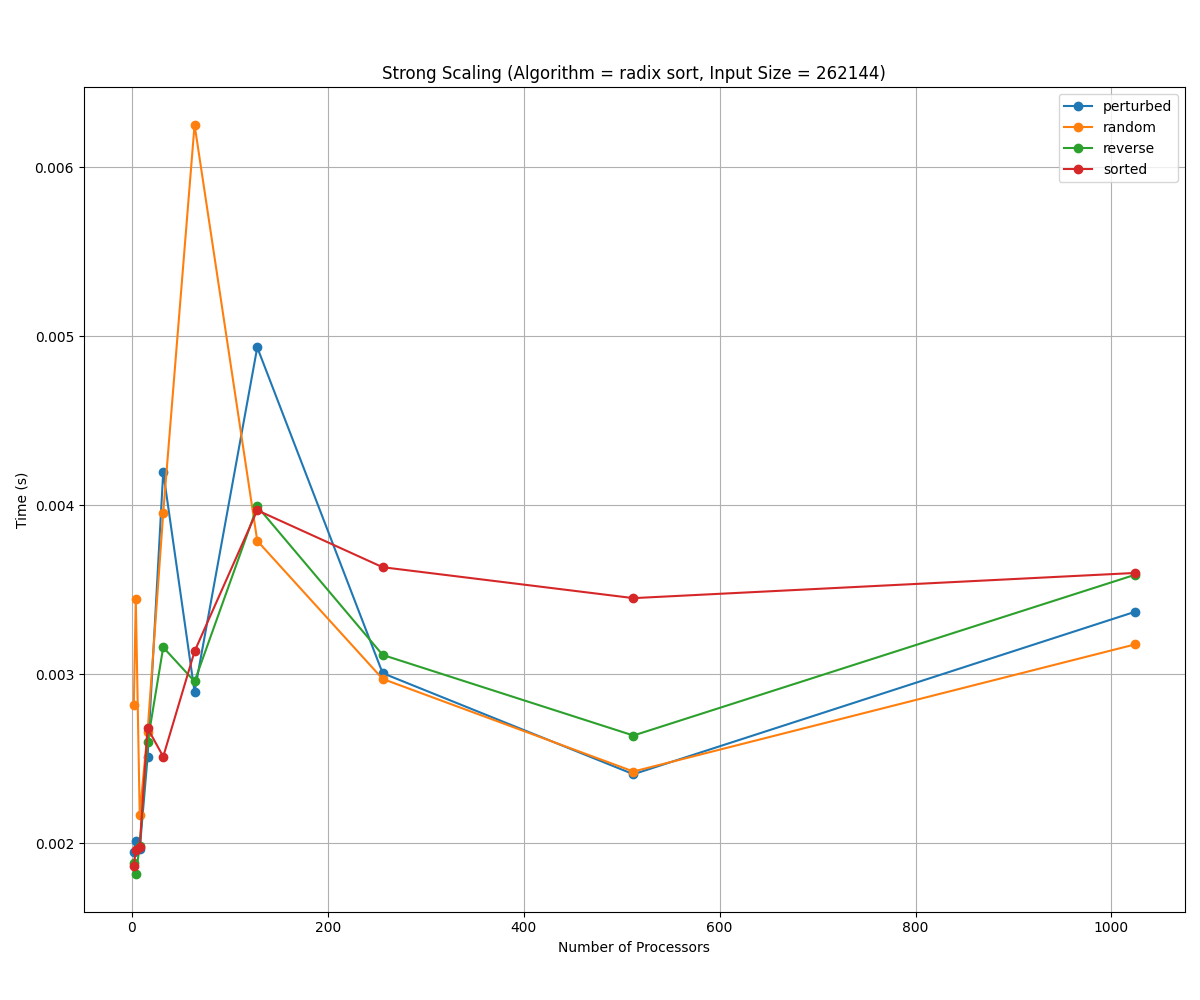 Strong Scaling (Algorithm = radix sort, Input Size = 262144)
perturbed
random
reverse
sorted
0.006
0.005
0.004
0.003
0.002
Time (s)
0 200 400 600 800 1000
Number of Processors